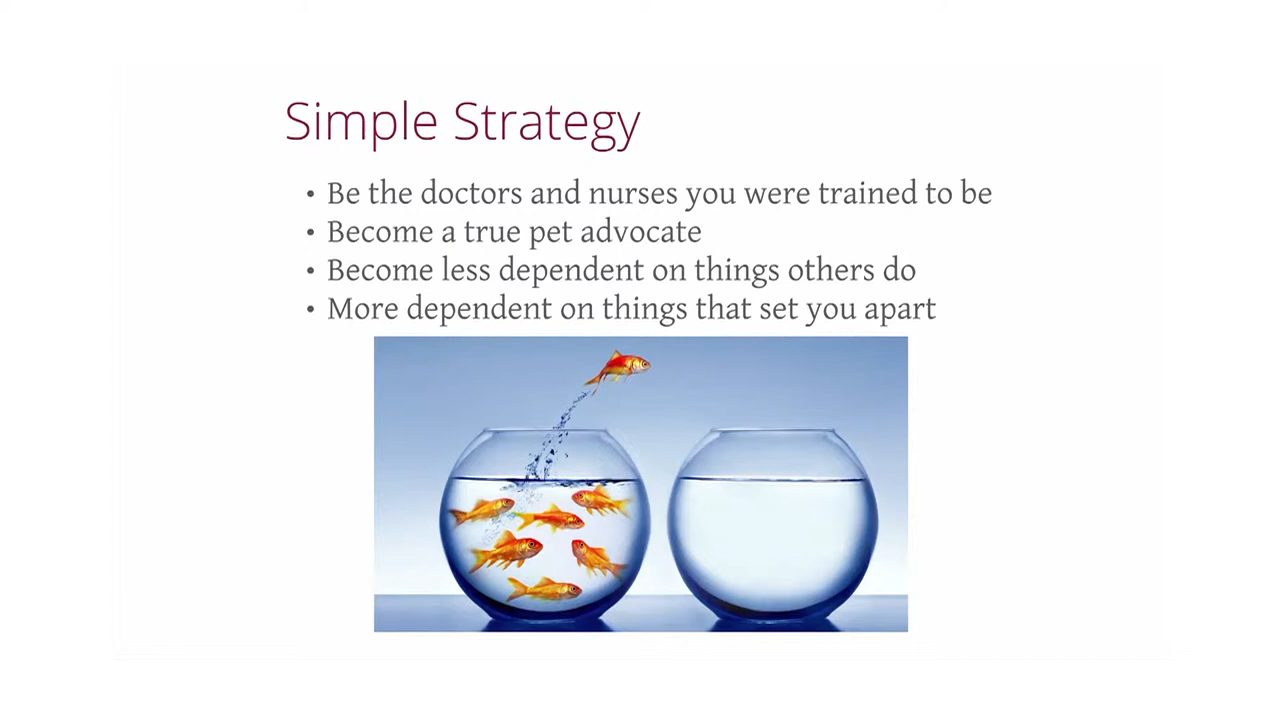 Simple Strategy
• Be the doctors and nurses you were trained to be
• Become a true pet advocate
• Become less dependent on things others do
• More dependent on things that set you apart